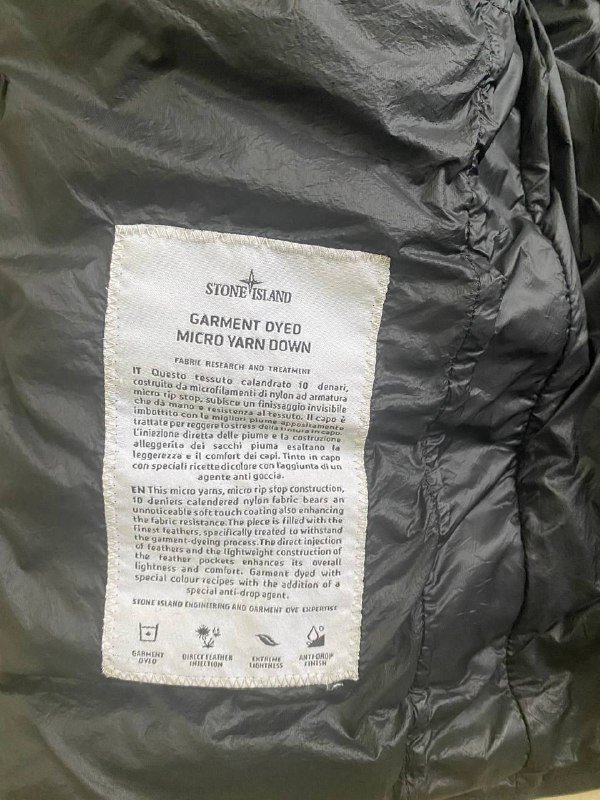 STONE ISLAND
GARMENT DYED
MICRO YARN DOWN
FABRIC RESEARCH AND TREATMENT
IT Questo tessuto calandrato 10 denari,
costruito da microfilamenti di nylon ad armatura
micro rip stop, subisce un finissaggio invisibile
che dà mano e resistenza al tessuto. Il capo è
imbottito con le migliori piume appositamente
trattate per reggere lo stress della tintura in capo.
L'iniezione diretta delle piume e la costruzione
alleggerita dei sacchi piuma esaltano la
leggerezza e il comfort dei capi. Tinto in capo
con speciali ricette di colore con l'aggiunta di un
agente anti goccia.
EN This micro yarns, micro rip stop construction,
10 deniers calendered nylon fabric bears an
unnoticeable soft touch coating also enhancing
the fabric resistance. The piece is filled with the
finest feathers, specifically treated to withstand
the garment-dyeing process. The direct injection
of feathers and the lightweight construction of
the feather pockets enhances its overall
lightness and comfort. Garment dyed with
special colour recipes with the addition of a
special anti-drop agent.
STONE ISLAND ENGINEERING AND GARMENT DYE EXPERTISE
GARMENT DYED
DIRECT FEATHER INJECTION
EXTREME LIGHTNESS
ANTI-DROP FINISH